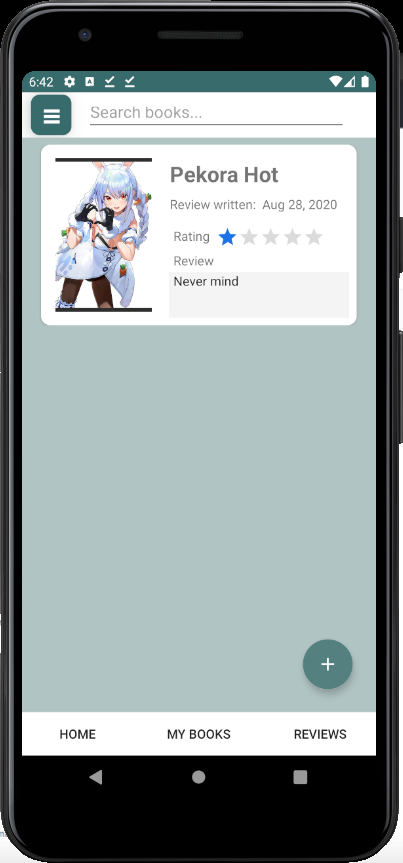 6:42
Search books...
Pekora Hot
Review written: Aug 28, 2020
Rating
Review
Never mind
+
HOME MY BOOKS REVIEWS